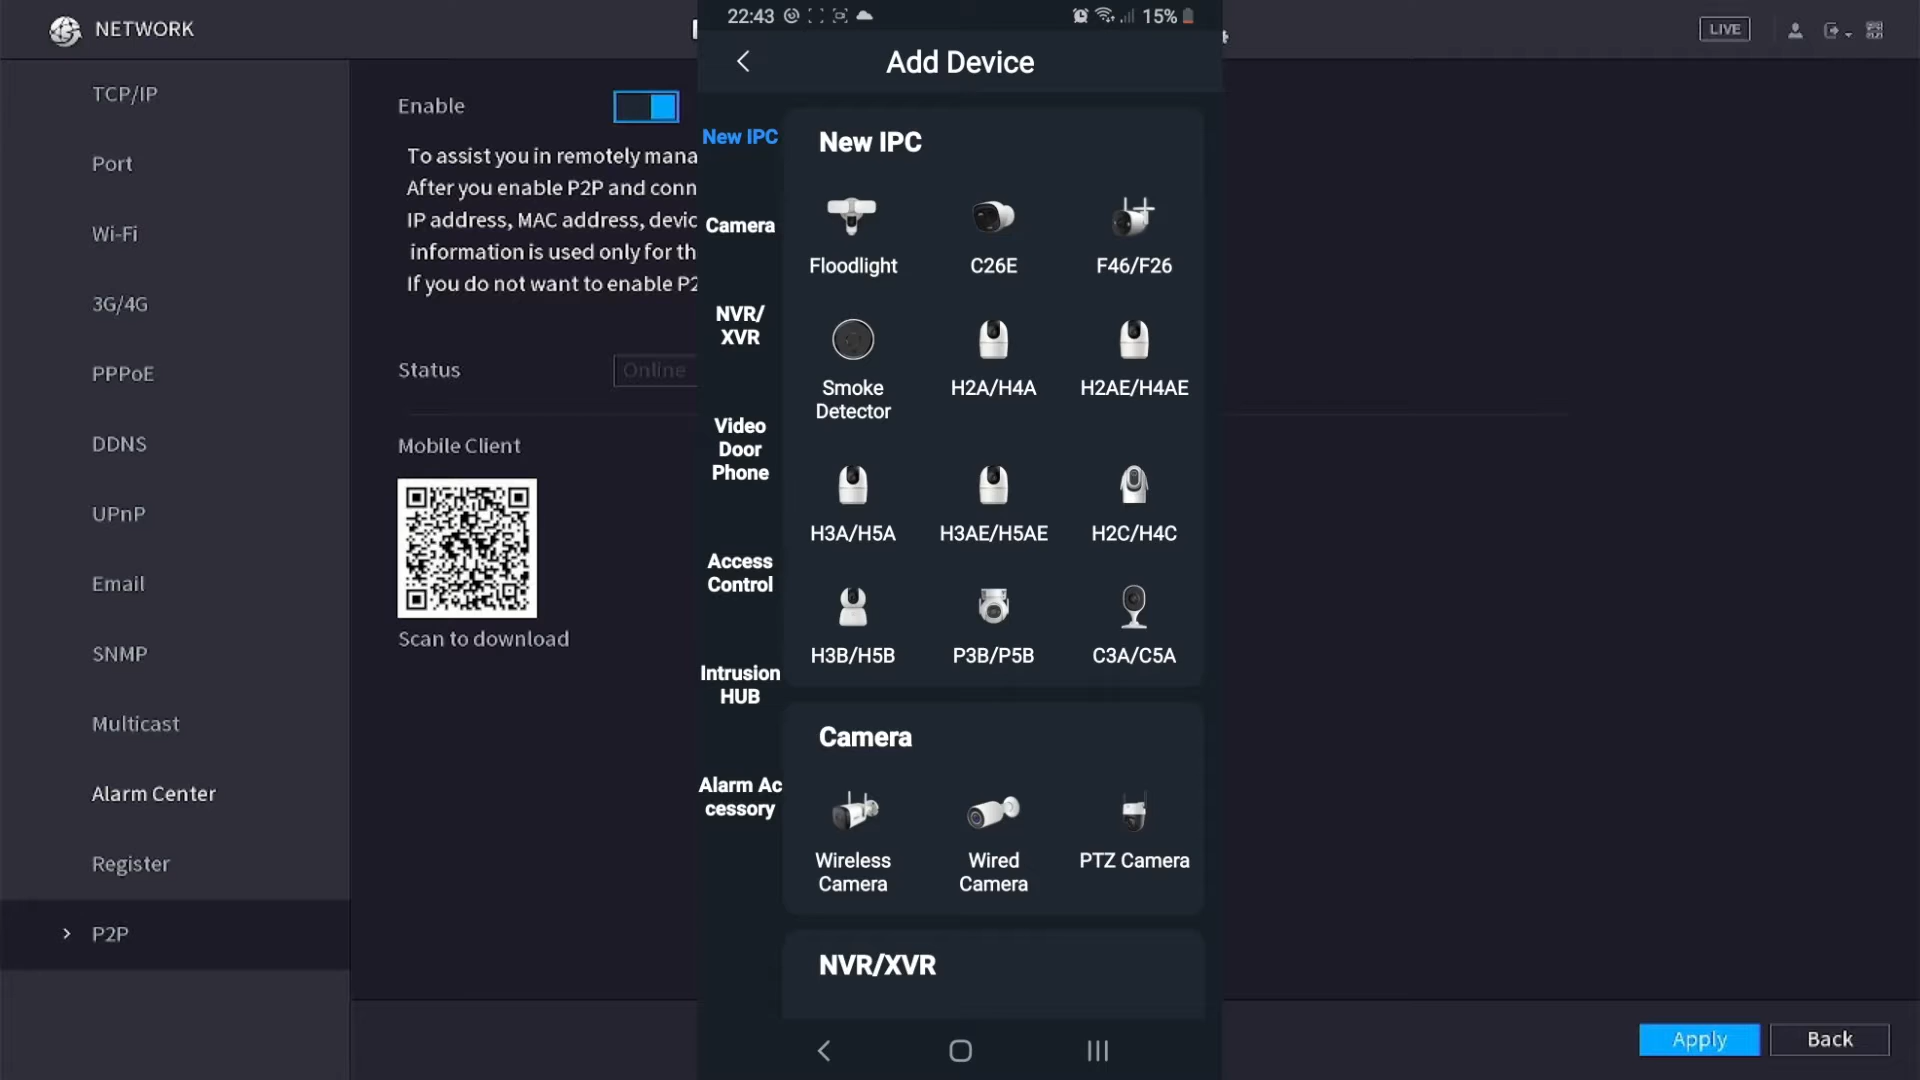 NETWORK
LIVE
TCP/IP
Port
Wi-Fi
3G/4G
PPPoE
DDNS
UPnP
Email
SNMP
Multicast
Alarm Center
Register
P2P
Enable
To assist you in remotely mana
After you enable P2P and conn
IP address, MAC address, devic
information is used only for th
If you do not want to enable P2
Status
Online
Mobile Client
Scan to download
22:43
15%
Add Device
New IPC
Camera
NVR/
XVR
Video
Door
Phone
Access
Control
Intrusion
HUB
Alarm Ac
cessory
New IPC
Floodlight
C26E
F46/F26
Smoke
Detector
H2A/H4A
H2AE/H4AE
H3A/H5A
H3AE/H5AE
H2C/H4C
H3B/H5B
P3B/P5B
C3A/C5A
Camera
Wireless
Camera
Wired
Camera
PTZ Camera
NVR/XVR
Apply
Back